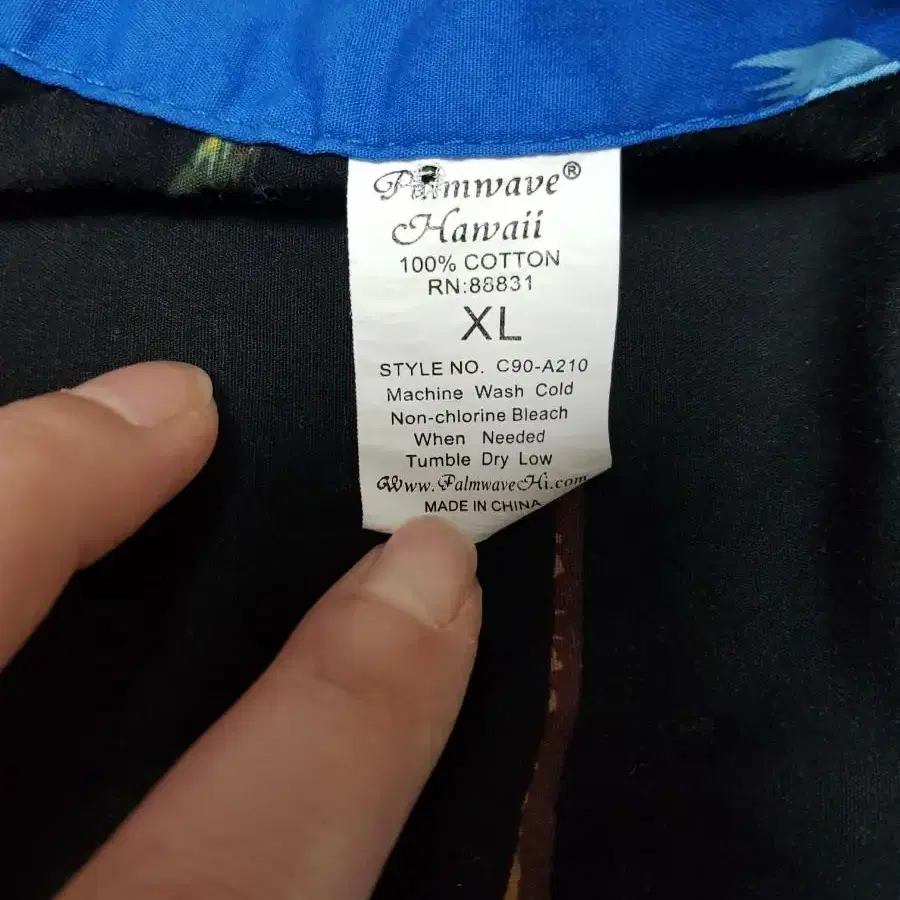 Palmwave®
Hawaii
100% COTTON
RN:88831
XL
STYLE NO. C90-A210
Machine Wash Cold
Non-chlorine Bleach
When Needed
Tumble Dry Low
Www.PalmwaveHi.com
MADE IN CHINA